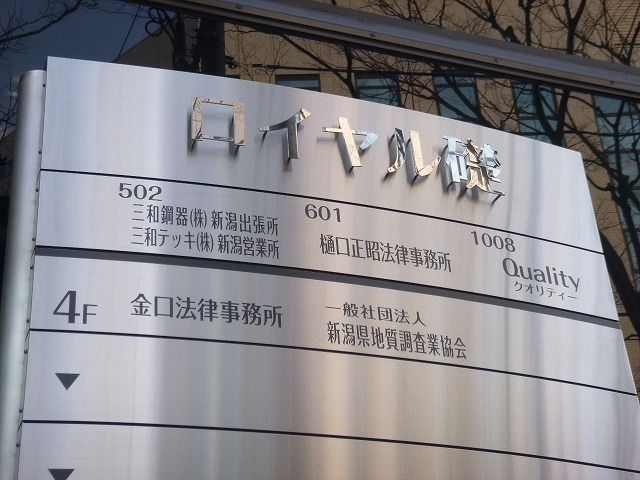 ロイヤル礎
502
三和鋼器(株)新潟出張所
三和テッキ(株)新潟営業所
601
樋口正昭法律事務所
1008
Quality
クオリティー
4F
金口法律事務所
一般社団法人
新潟県地質調査業協会
▼
▼